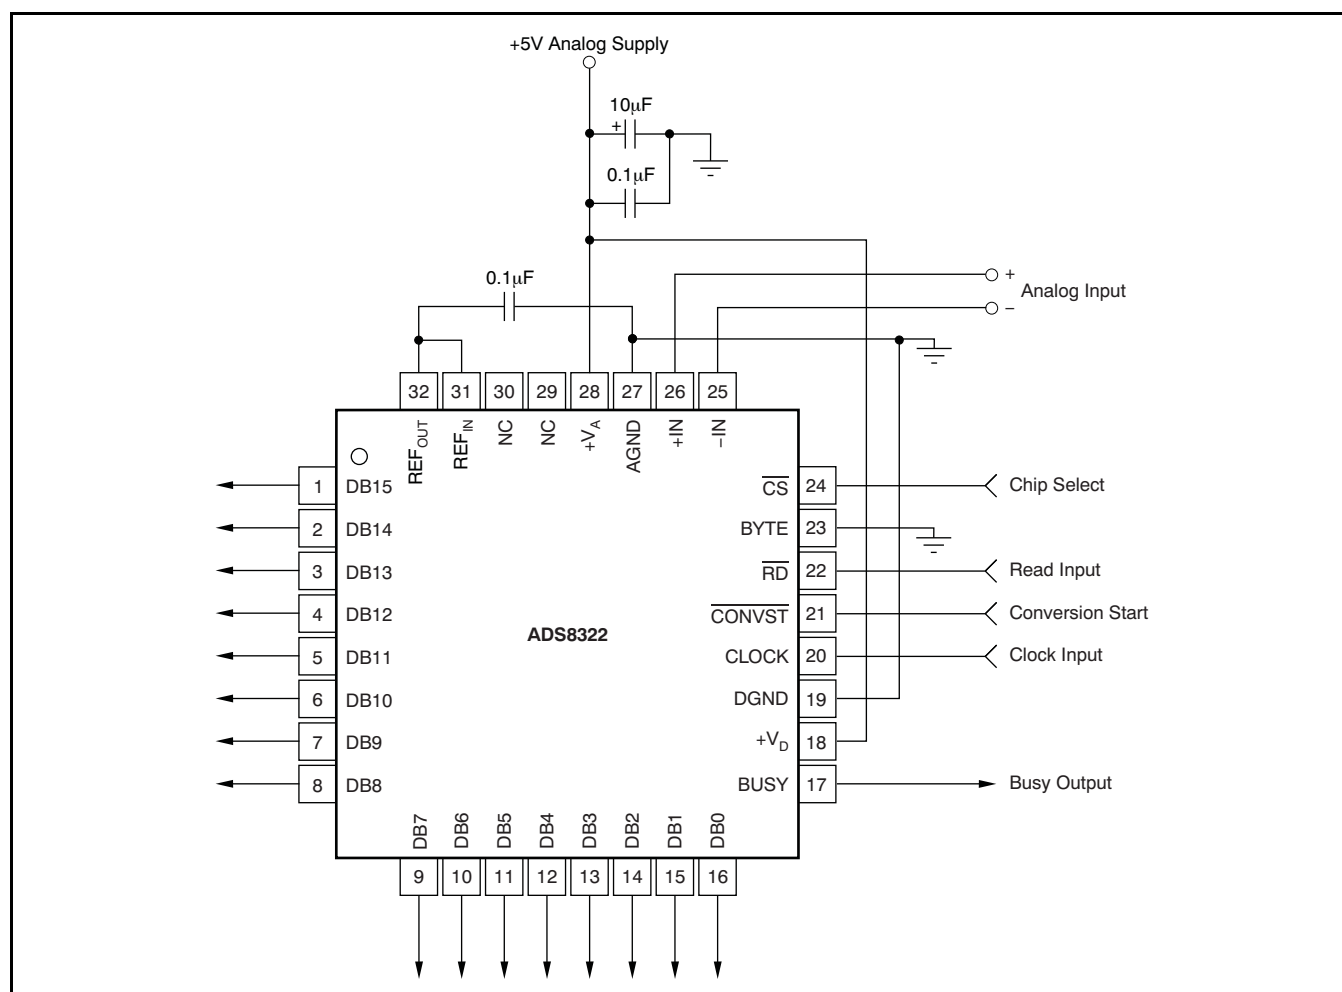 +5V Analog Supply
10μF
+
0.1μF
0.1μF
+
Analog Input
–
32 31 30 29 28 27 26 25
REFOUT REFIN NC NC +VA AGND +IN –IN
1 DB15
2 DB14
3 DB13
4 DB12
5 DB11
6 DB10
7 DB9
8 DB8
ADS8322
CS 24 Chip Select
BYTE 23
RD 22 Read Input
CONVST 21 Conversion Start
CLOCK 20 Clock Input
DGND 19
+VD 18
BUSY 17 Busy Output
DB7 DB6 DB5 DB4 DB3 DB2 DB1 DB0
9 10 11 12 13 14 15 16